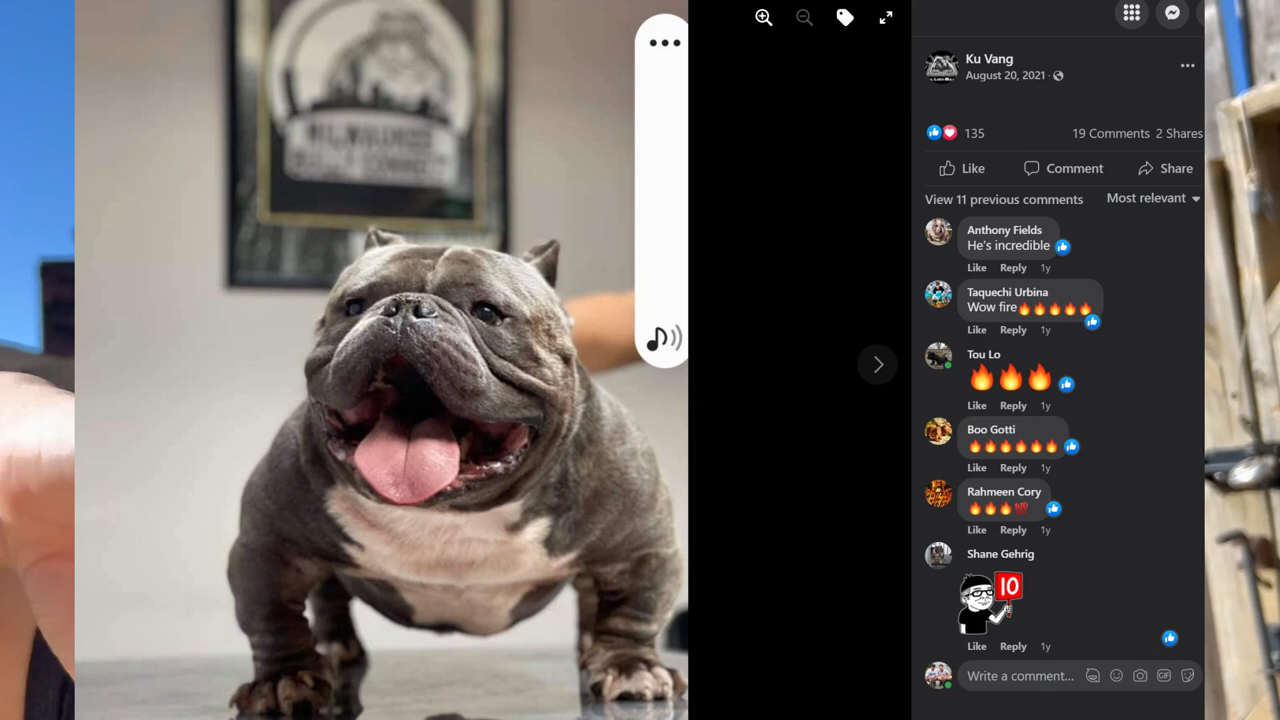 Ku Vang
August 20, 2021 ·
135
19 Comments 2 Shares
Like
Comment
Share
View 11 previous comments
Most relevant
Anthony Fields
He's incredible
Like Reply 1y
Taquechi Urbina
Wow fire🔥🔥🔥🔥🔥
Like Reply 1y
Tou Lo
🔥🔥🔥
Like Reply 1y
Boo Gotti
🔥🔥🔥🔥🔥🔥
Like Reply 1y
Rahmeen Cory
🔥🔥🔥💯
Like Reply 1y
Shane Gehrig
10
Like Reply 1y
Write a comment...
GIF